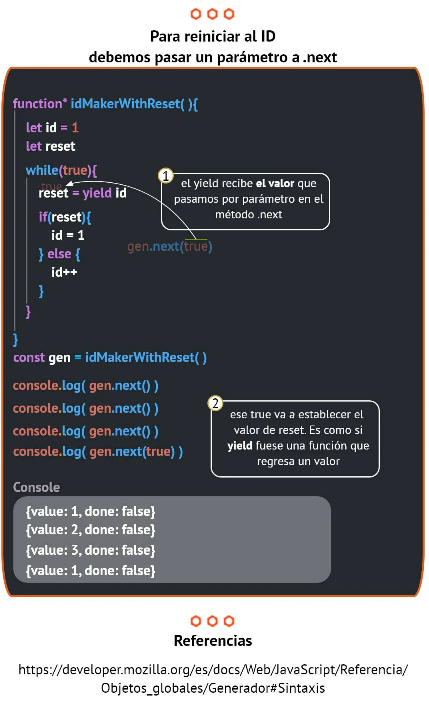 Para reiniciar al ID
debemos pasar un parámetro a .next
function* idMakerWithReset( ){
let id = 1
let reset
while(true){
true
reset = yield id
if(reset){
id = 1
} else {
id++
}
}
}
1
el yield recibe el valor que
pasamos por parámetro en el
método .next
gen.next(true)
const gen = idMakerWithReset( )
console.log( gen.next() )
console.log( gen.next() )
console.log( gen.next() )
console.log( gen.next(true) )
2
ese true va a establecer el
valor de reset. Es como si
yield fuese una función que
regresa un valor
Console
{value: 1, done: false}
{value: 2, done: false}
{value: 3, done: false}
{value: 1, done: false}
Referencias
https://developer.mozilla.org/es/docs/Web/JavaScript/Referencia/
Objetos_globales/Generador#Sintaxis